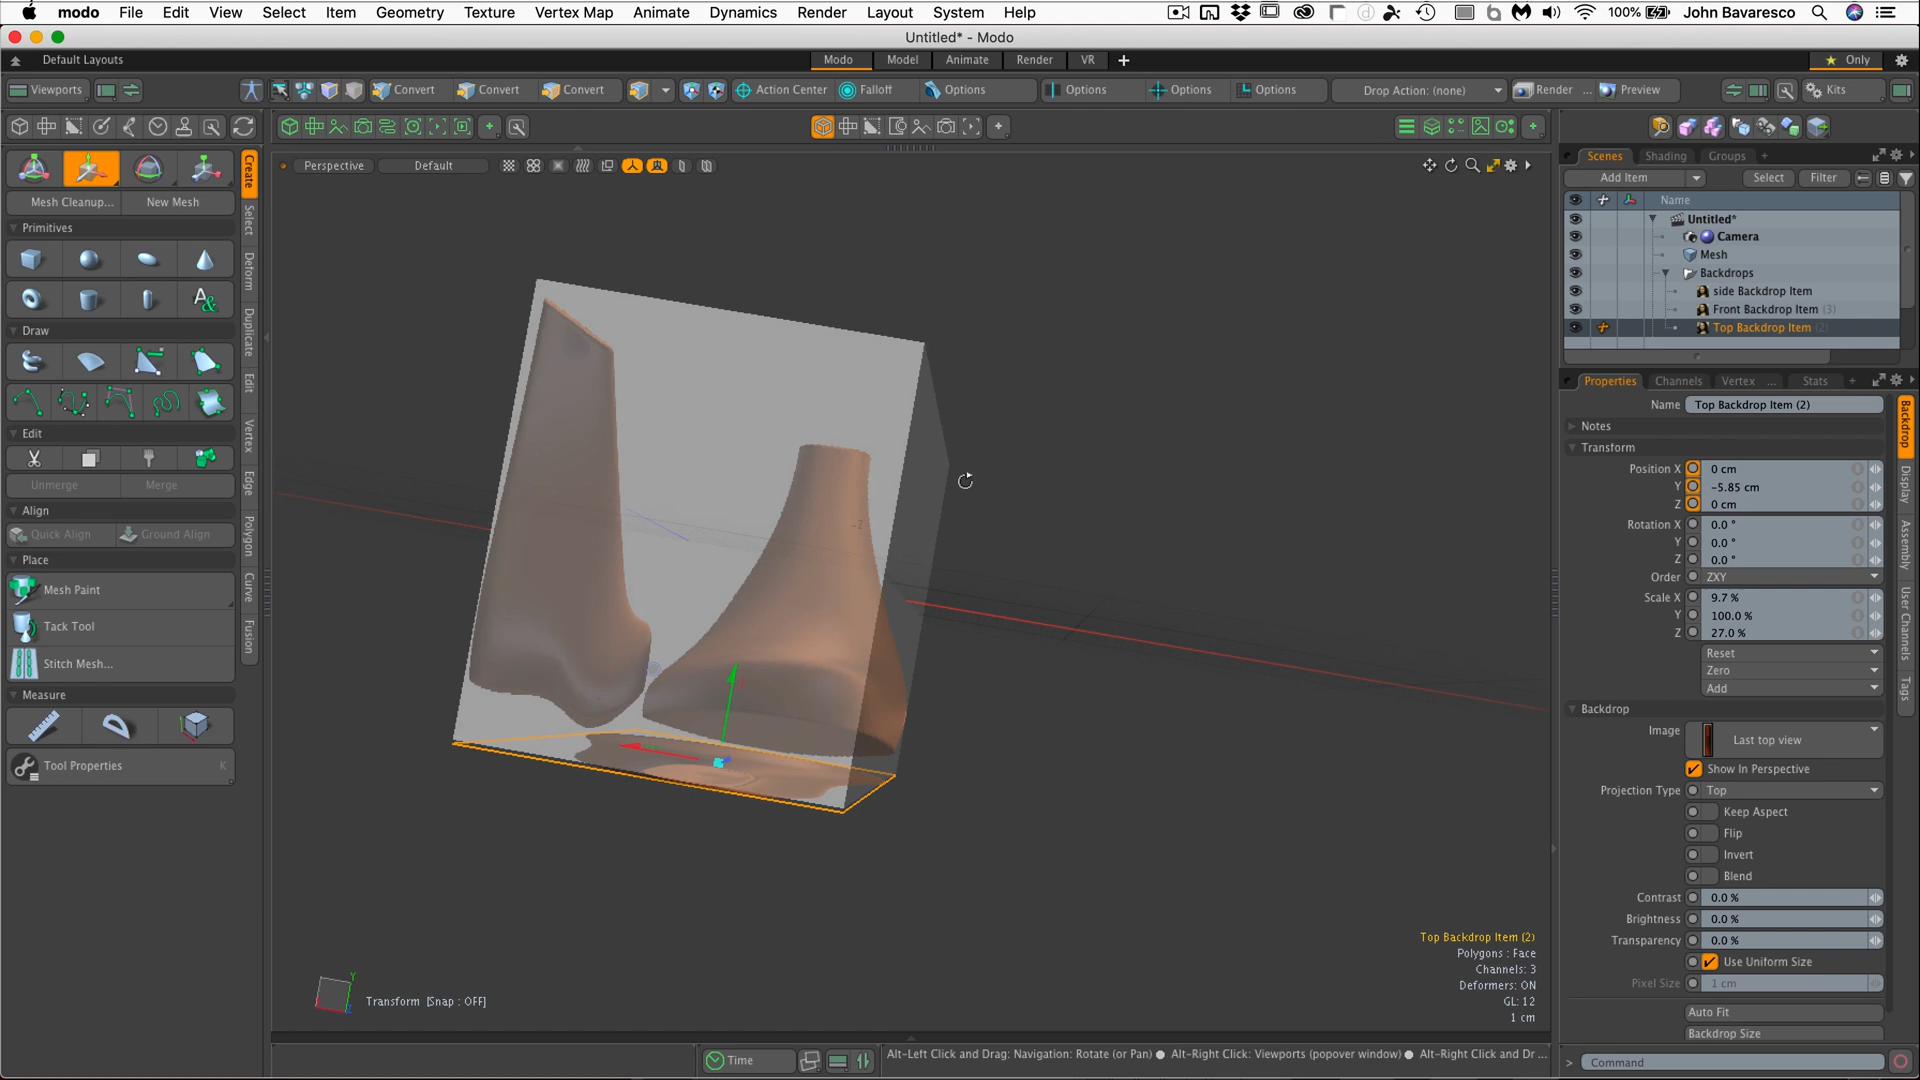 modo File Edit View Select Item Geometry Texture Vertex Map Animate Dynamics Render Layout System Help 100% John Bavaresco
Untitled* - Modo
Default Layouts Modo Model Animate Render VR + Only
Viewports Convert Convert Convert Action Center Falloff Options Options Options Options Drop Action: (none) Render ... Preview Kits
Perspective Default
Scenes Shading Groups +
Add Item Select Filter
Name
Untitled*
Camera
Mesh
Backdrops
side Backdrop Item
Front Backdrop Item (3)
Top Backdrop Item (2)
Mesh Cleanup... New Mesh
Primitives
Draw
Edit
Unmerge Merge
Align
Quick Align Ground Align
Place
Mesh Paint
Tack Tool
Stitch Mesh...
Measure
Tool Properties K
Create
Select
Deform
Duplicate
Edit
Vertex
Edge
Polygon
Curve
Fusion
-Z
Y
Transform [Snap : OFF]
Top Backdrop Item (2)
Polygons : Face
Channels: 3
Deformers: ON
GL: 12
1 cm
Properties Channels Vertex ... Stats +
Name Top Backdrop Item (2)
Notes
Transform
Position X 0 cm
Y -5.85 cm
Z 0 cm
Rotation X 0.0 °
Y 0.0 °
Z 0.0 °
Order ZXY
Scale X 9.7 %
Y 100.0 %
Z 27.0 %
Reset
Zero
Add
Backdrop
Image Last top view
Show In Perspective
Projection Type Top
Keep Aspect
Flip
Invert
Blend
Contrast 0.0 %
Brightness 0.0 %
Transparency 0.0 %
Use Uniform Size
Pixel Size 1 cm
Auto Fit
Backdrop Size
Backdrop
Display
Assembly
User Channels
Tags
Time Alt-Left Click and Drag: Navigation: Rotate (or Pan) ● Alt-Right Click: Viewports (popover window) ● Alt-Right Click and Dr ...
> Command